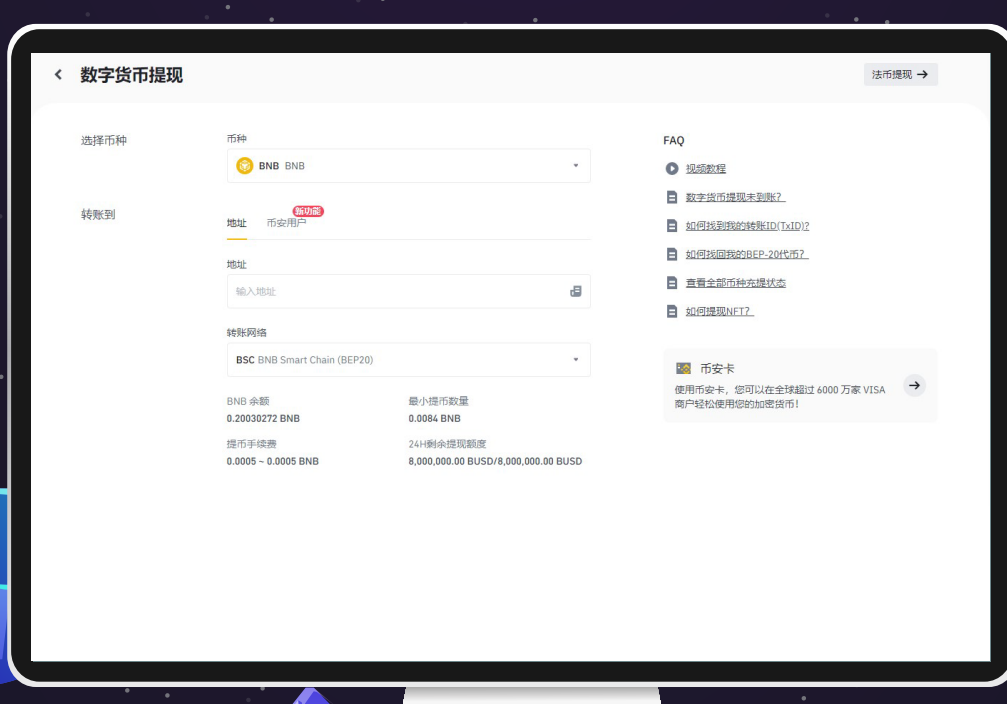 数字货币提现
法币提现
选择币种
币种
BNB BNB
转账到
地址
币安用户
新功能
地址
输入地址
转账网络
BSC BNB Smart Chain (BEP20)
BNB 余额
0.20030272 BNB
最小提币数量
0.0084 BNB
提币手续费
0.0005 ~ 0.0005 BNB
24H剩余提现额度
8,000,000.00 BUSD/8,000,000.00 BUSD
FAQ
视频教程
数字货币提现未到账?
如何找到我的转账ID(TxID)?
如何找回我的BEP-20代币?
查看全部币种充提状态
如何提现NFT?
币安卡
使用币安卡，您可以在全球超过 6000 万家 VISA
商户轻松使用您的加密货币!